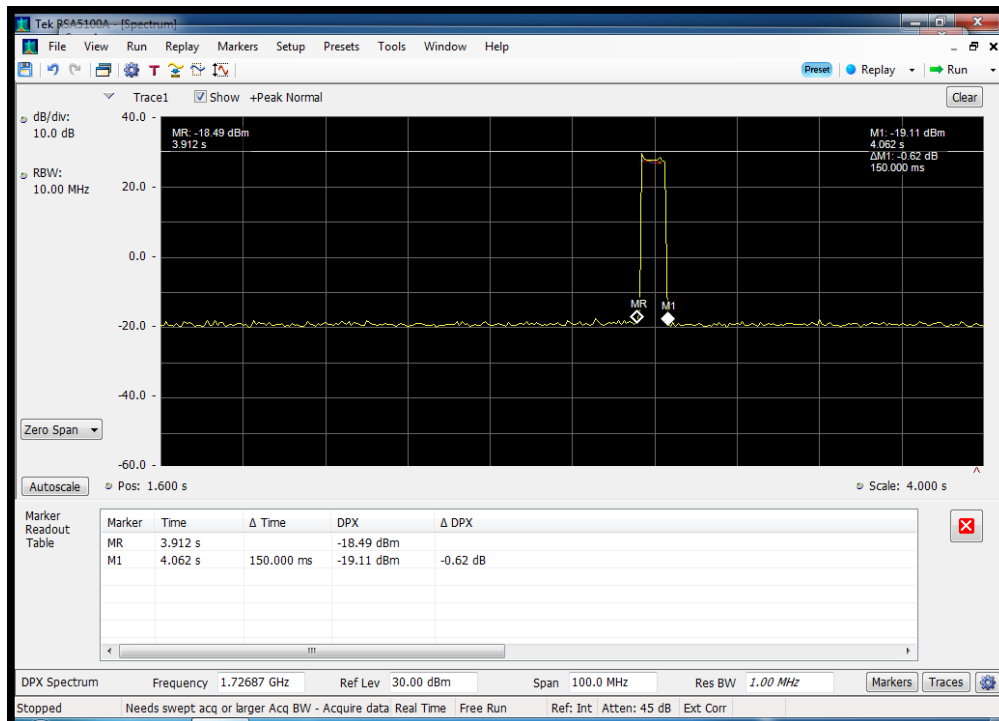 Tek RSA5100A - [Spectrum]
File View Run Replay Markers Setup Presets Tools Window Help
T
Preset Replay Run
Trace1 Show +Peak Normal Clear
dB/div:
10.0 dB
RBW:
10.00 MHz
40.0 -
20.0 -
0.0 -
-20.0 -
-40.0 -
-60.0 -
MR: -18.49 dBm
3.912 s
M1: -19.11 dBm
4.062 s
ΔM1: -0.62 dB
150.000 ms
MR M1
Zero Span
Autoscale Pos: 1.600 s Scale: 4.000 s
Marker
Readout
Table
Marker Time Δ Time DPX Δ DPX
MR 3.912 s -18.49 dBm
M1 4.062 s 150.000 ms -19.11 dBm -0.62 dB
DPX Spectrum Frequency 1.72687 GHz Ref Lev 30.00 dBm Span 100.0 MHz Res BW 1.00 MHz Markers Traces
Stopped Needs swept acq or larger Acq BW - Acquire data Real Time Free Run Ref: Int Atten: 45 dB Ext Corr